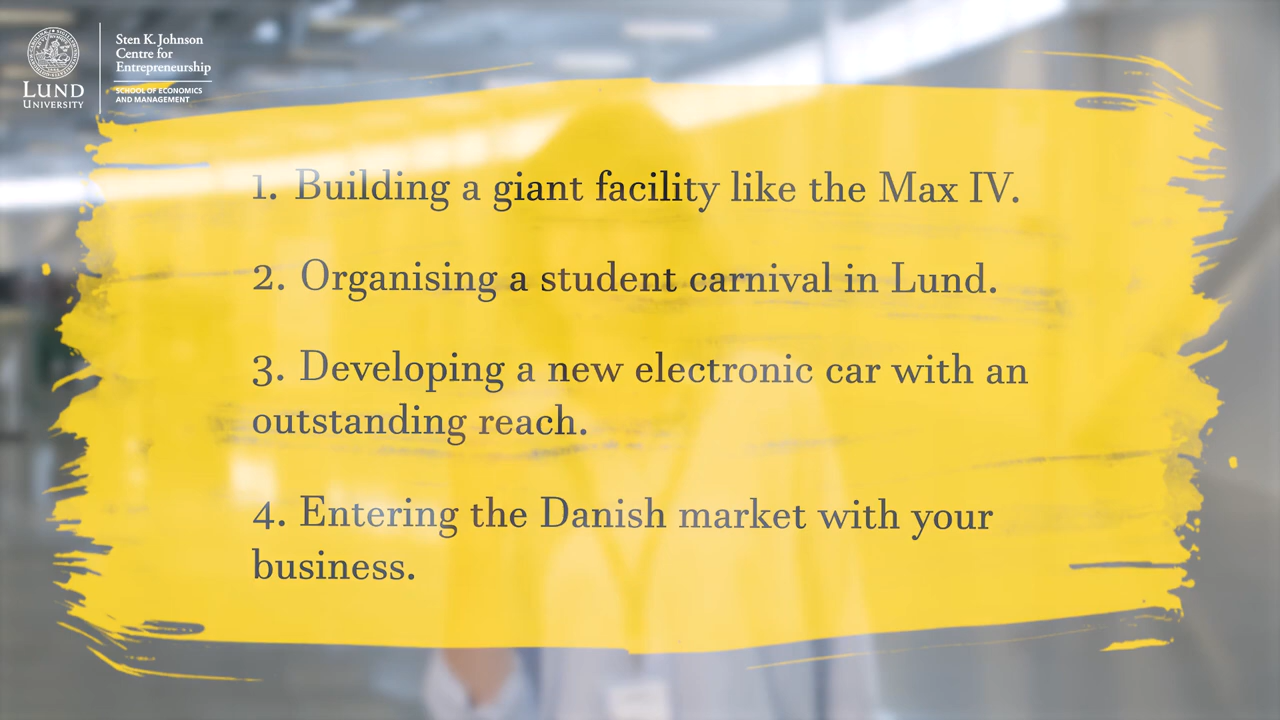 LUND
UNIVERSITY
Sten K. Johnson
Centre for
Entrepreneurship
SCHOOL OF ECONOMICS
AND MANAGEMENT
1. Building a giant facility like the Max IV.
2. Organising a student carnival in Lund.
3. Developing a new electronic car with an
outstanding reach.
4. Entering the Danish market with your
business.